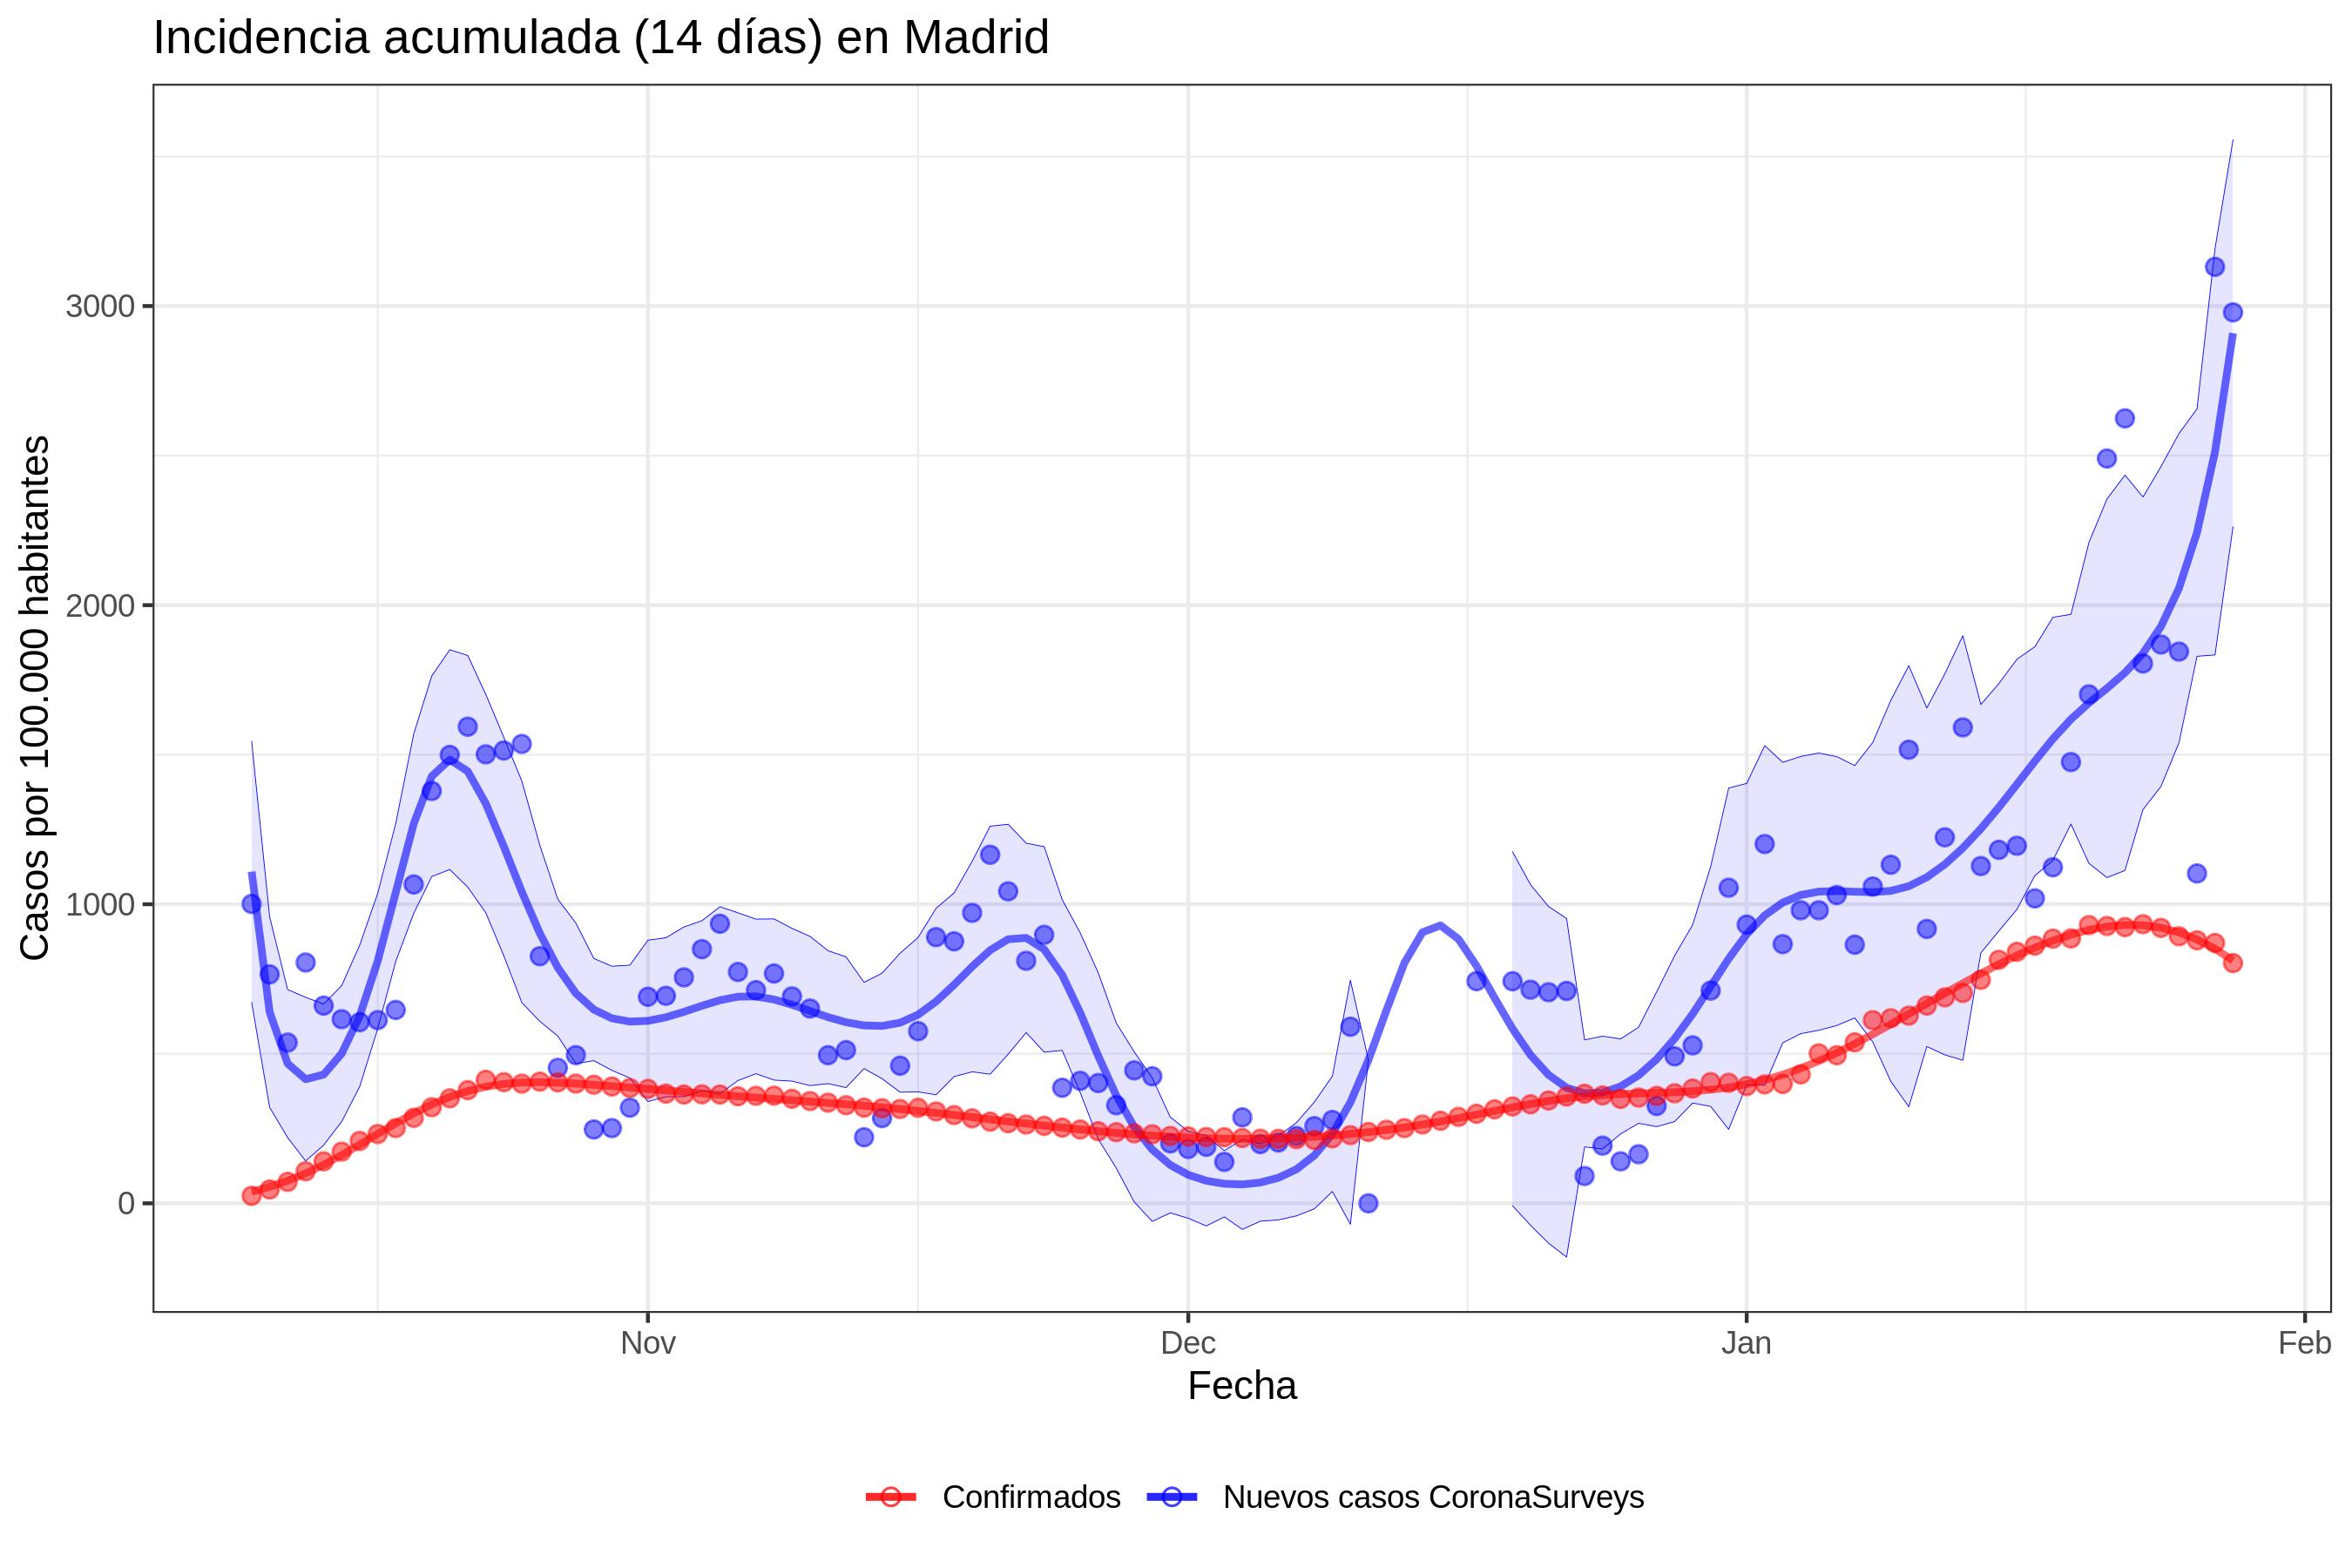 Incidencia acumulada (14 días) en Madrid
Casos por 100.000 habitantes
3000
2000
1000
0
Nov Dec Jan Feb
Fecha
Confirmados Nuevos casos CoronaSurveys